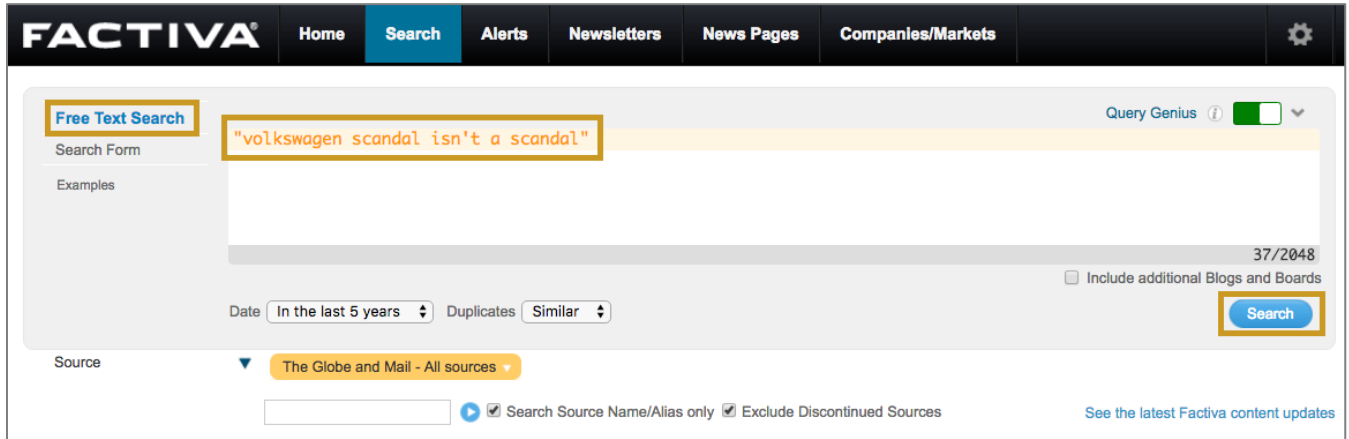 FACTIVA® Home Search Alerts Newsletters News Pages Companies/Markets
Free Text Search
Search Form
Examples
Query Genius i
"volkswagen scandal isn't a scandal"
37/2048
Include additional Blogs and Boards
Date In the last 5 years Duplicates Similar
Search
Source The Globe and Mail - All sources
Search Source Name/Alias only Exclude Discontinued Sources
See the latest Factiva content updates